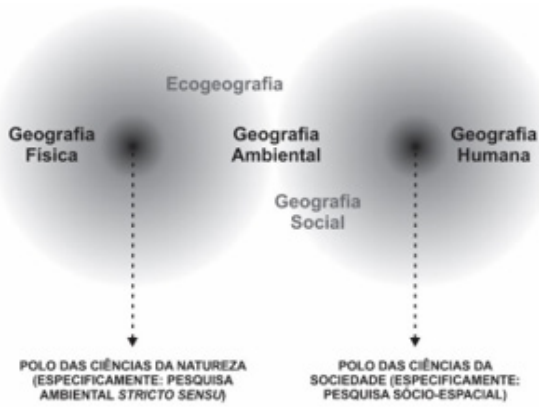 Ecogeografia
Geografia
Física
Geografia
Ambiental
Geografia
Humana
Geografia
Social
POLO DAS CIÊNCIAS DA NATUREZA
(ESPECIFICAMENTE: PESQUISA
AMBIENTAL STRICTO SENSU)
POLO DAS CIÊNCIAS DA
SOCIEDADE (ESPECIFICAMENTE:
PESQUISA SÓCIO-ESPACIAL)